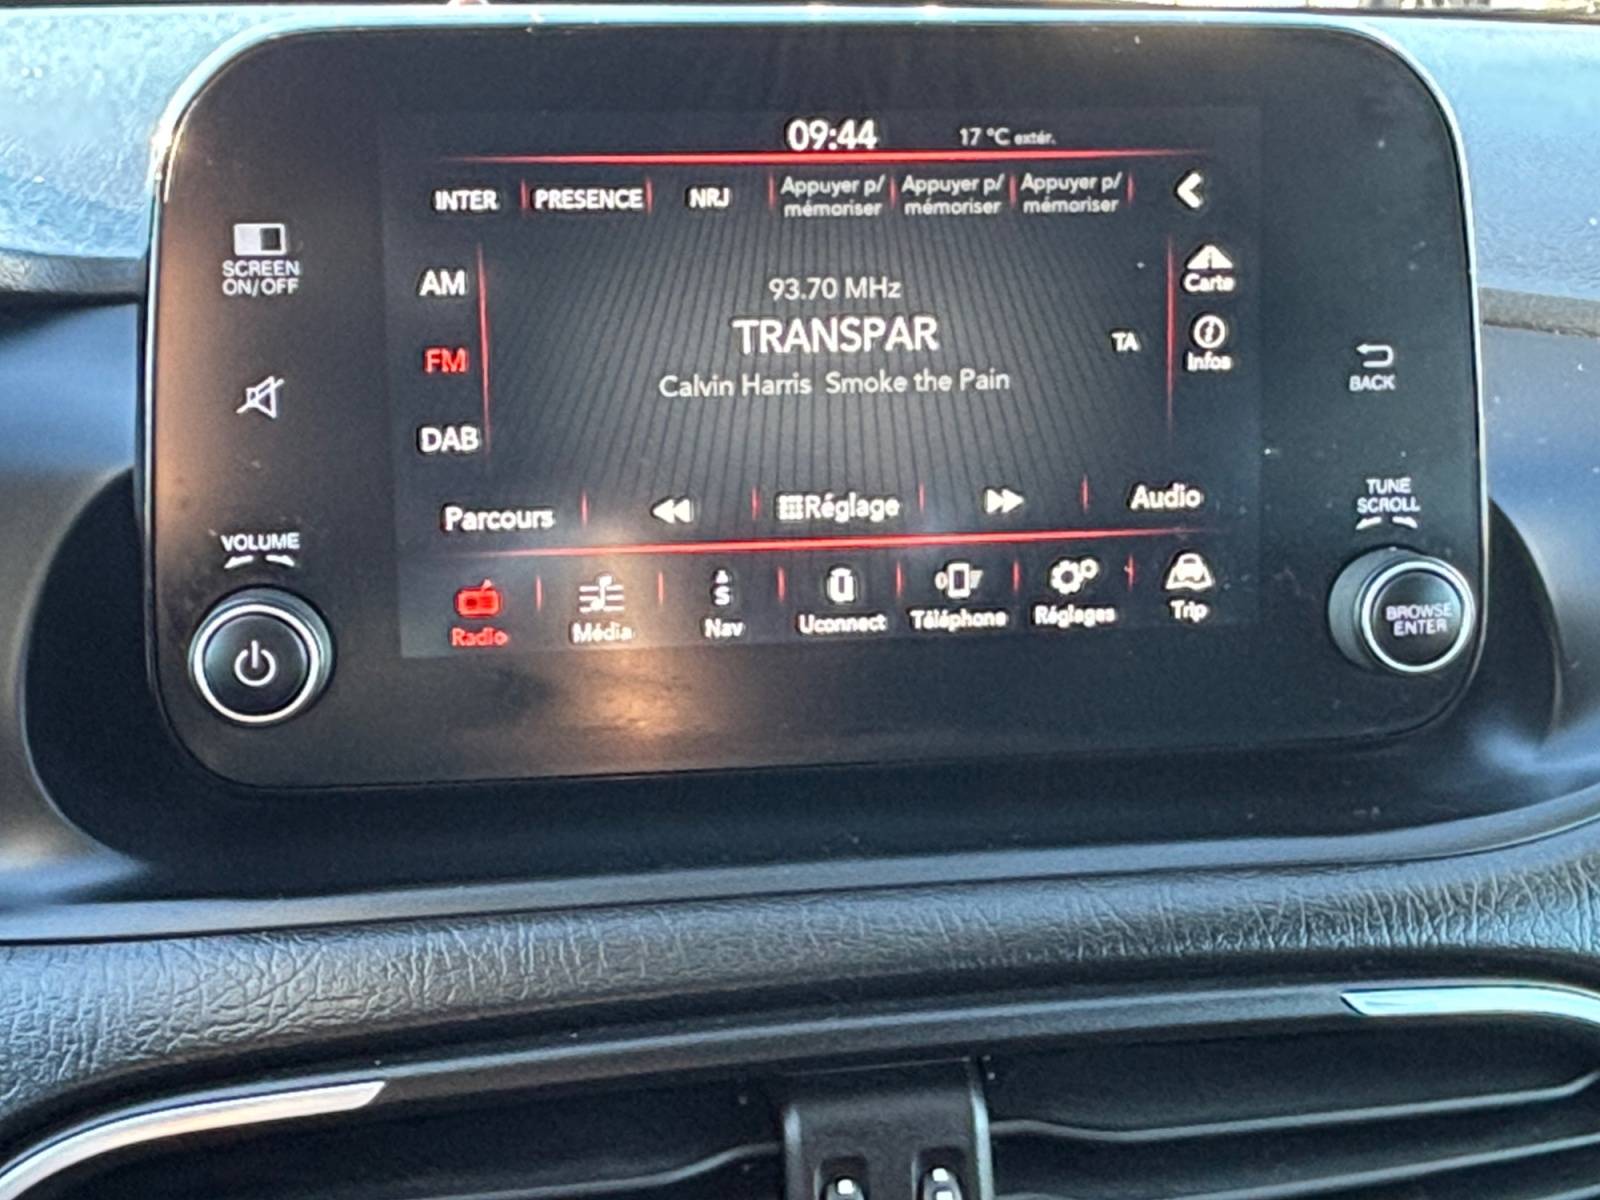 09:44
17 °C extér.
INTER
PRESENCE
NRJ
Appuyer p/
mémoriser
Appuyer p/
mémoriser
Appuyer p/
mémoriser
SCREEN
ON/OFF
AM
93.70 MHz
Carte
TRANSPAR
TA
FM
Infos
Calvin Harris Smoke the Pain
BACK
DAB
TUNE
SCROLL
Parcours
Réglage
Audio
VOLUME
Radio
Média
S
Nav
Uconnect
Téléphone
Réglages
Trip
BROWSE
ENTER